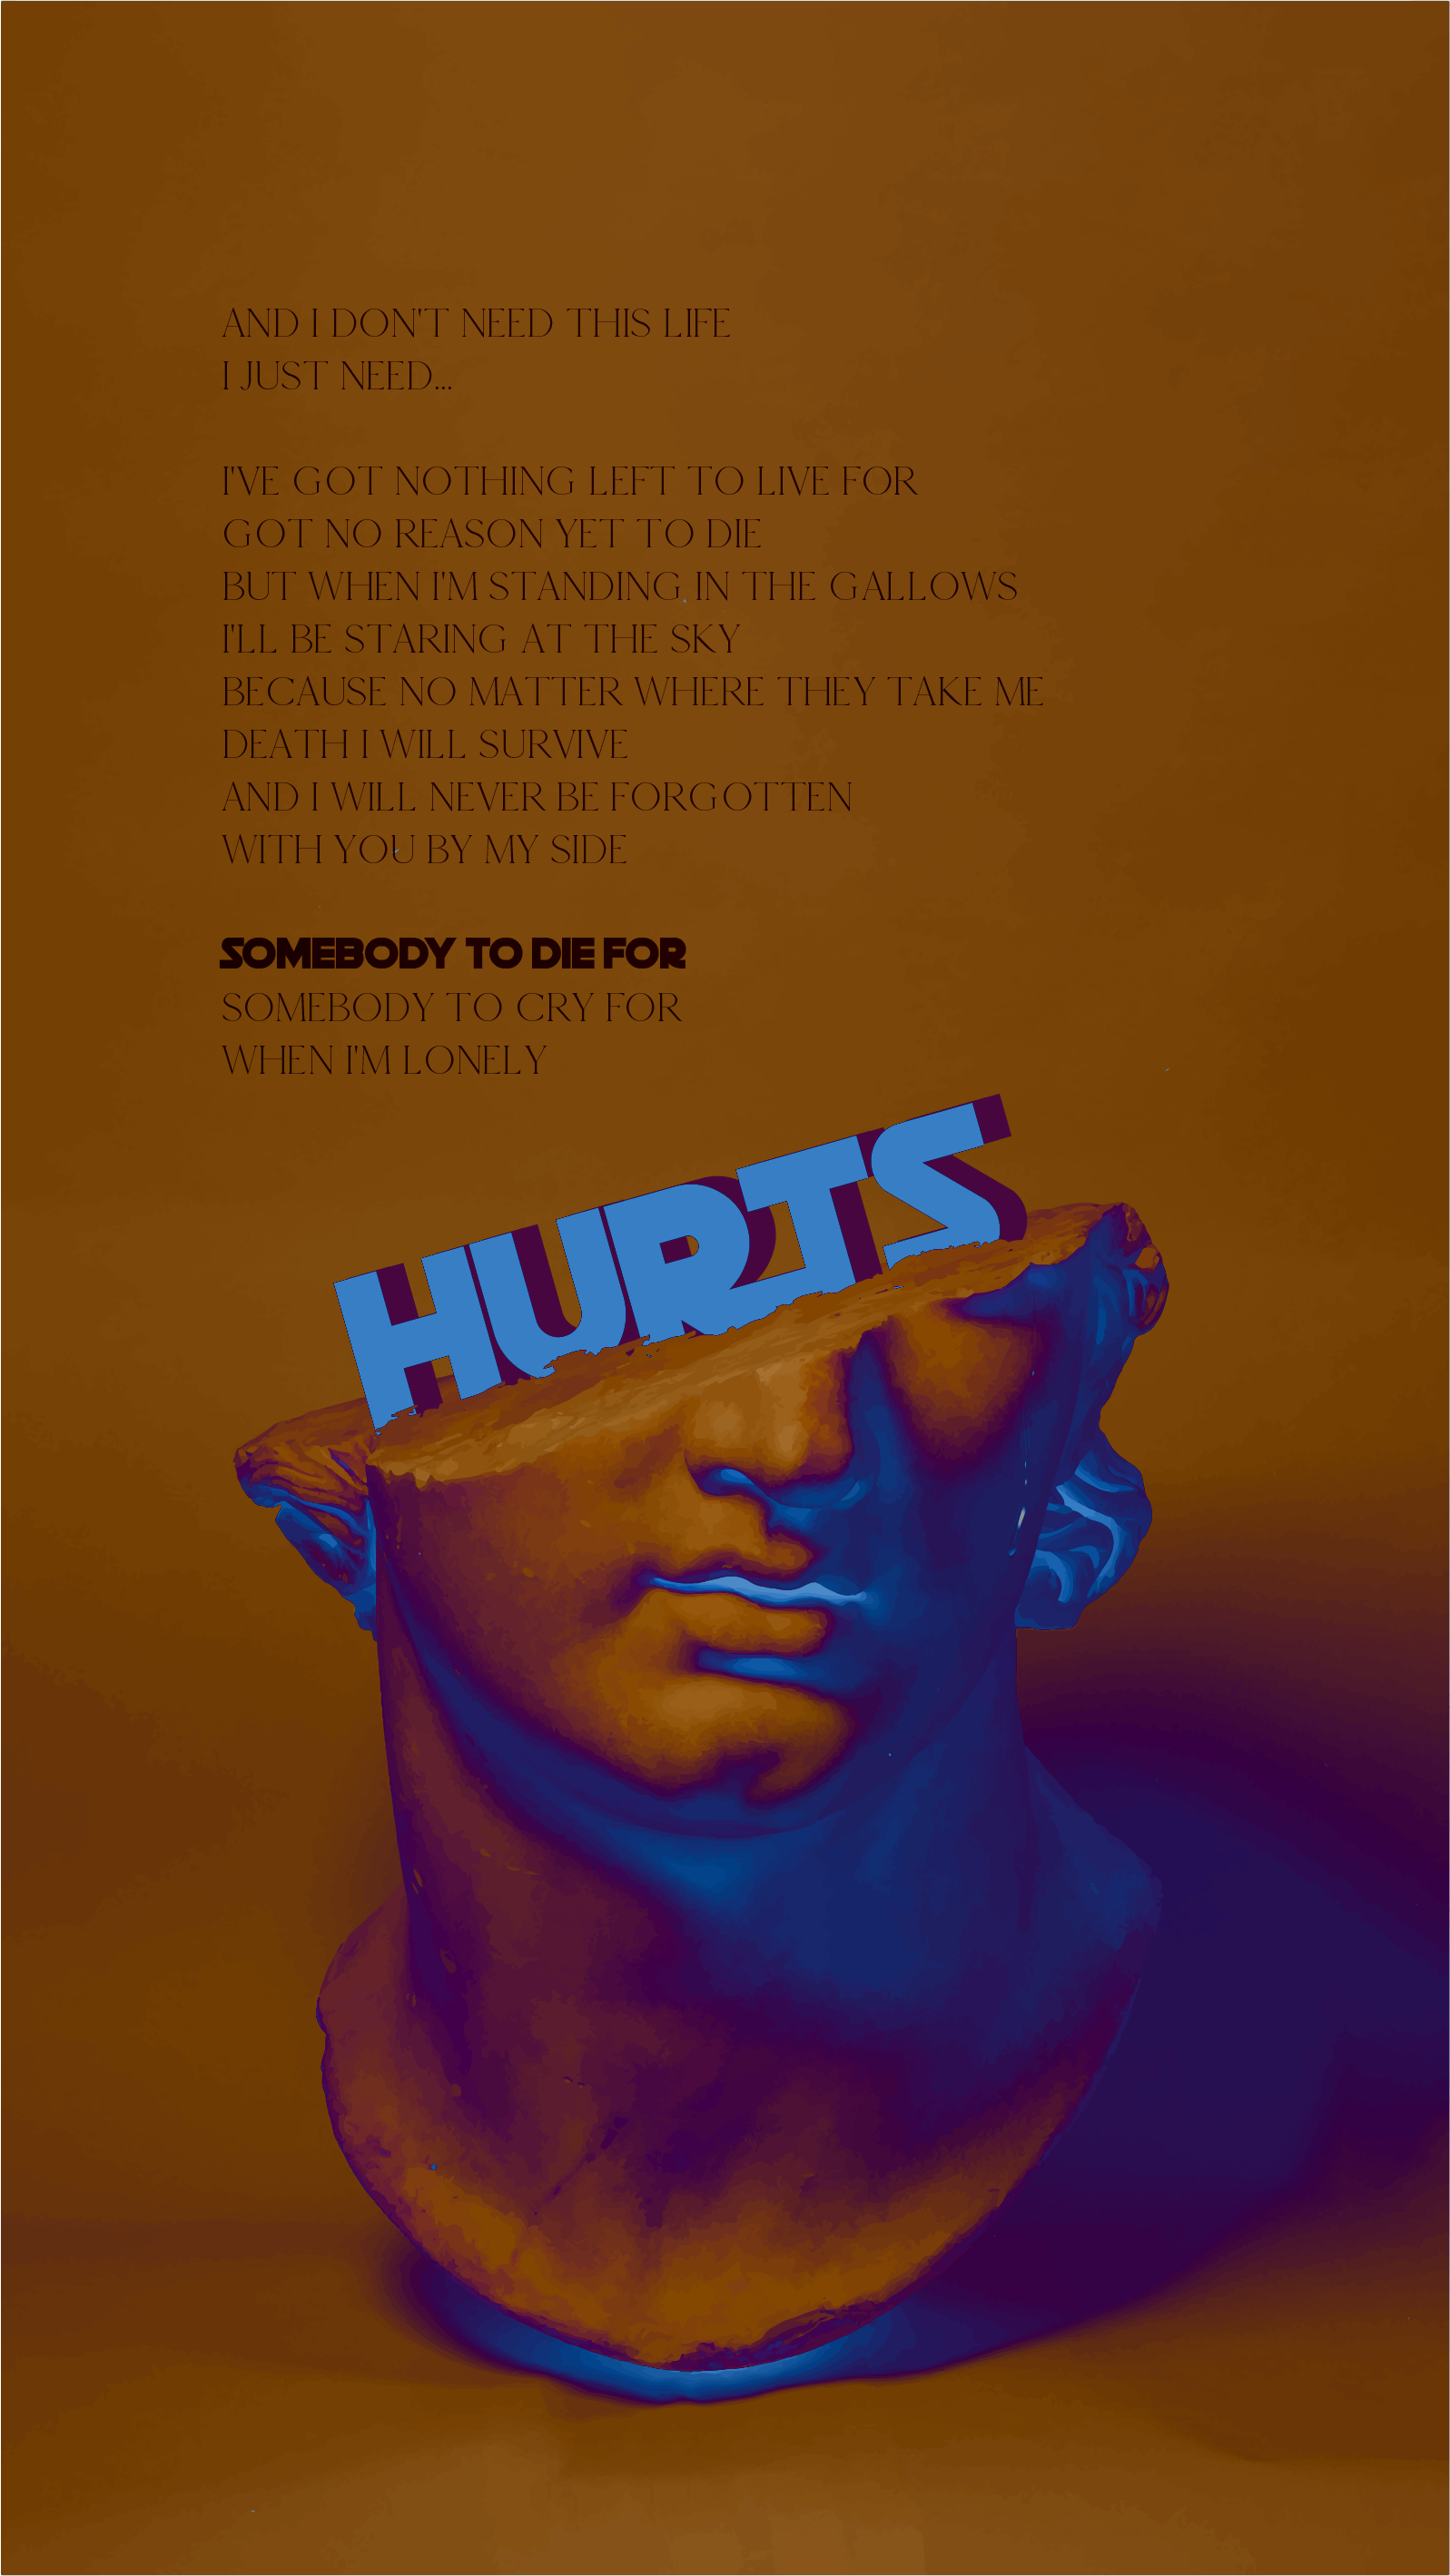 AND I DON'T NEED THIS LIFE
I JUST NEED...
I'VE GOT NOTHING LEFT TO LIVE FOR
GOT NO REASON YET TO DIE
BUT WHEN I'M STANDING IN THE GALLOWS
I'LL BE STARING AT THE SKY
BECAUSE NO MATTER WHERE THEY TAKE ME
DEATH I WILL SURVIVE
AND I WILL NEVER BE FORGOTTEN
WITH YOU BY MY SIDE
SOMEBODY TO DIE FOR
SOMEBODY TO CRY FOR
WHEN I'M LONELY
HURTS